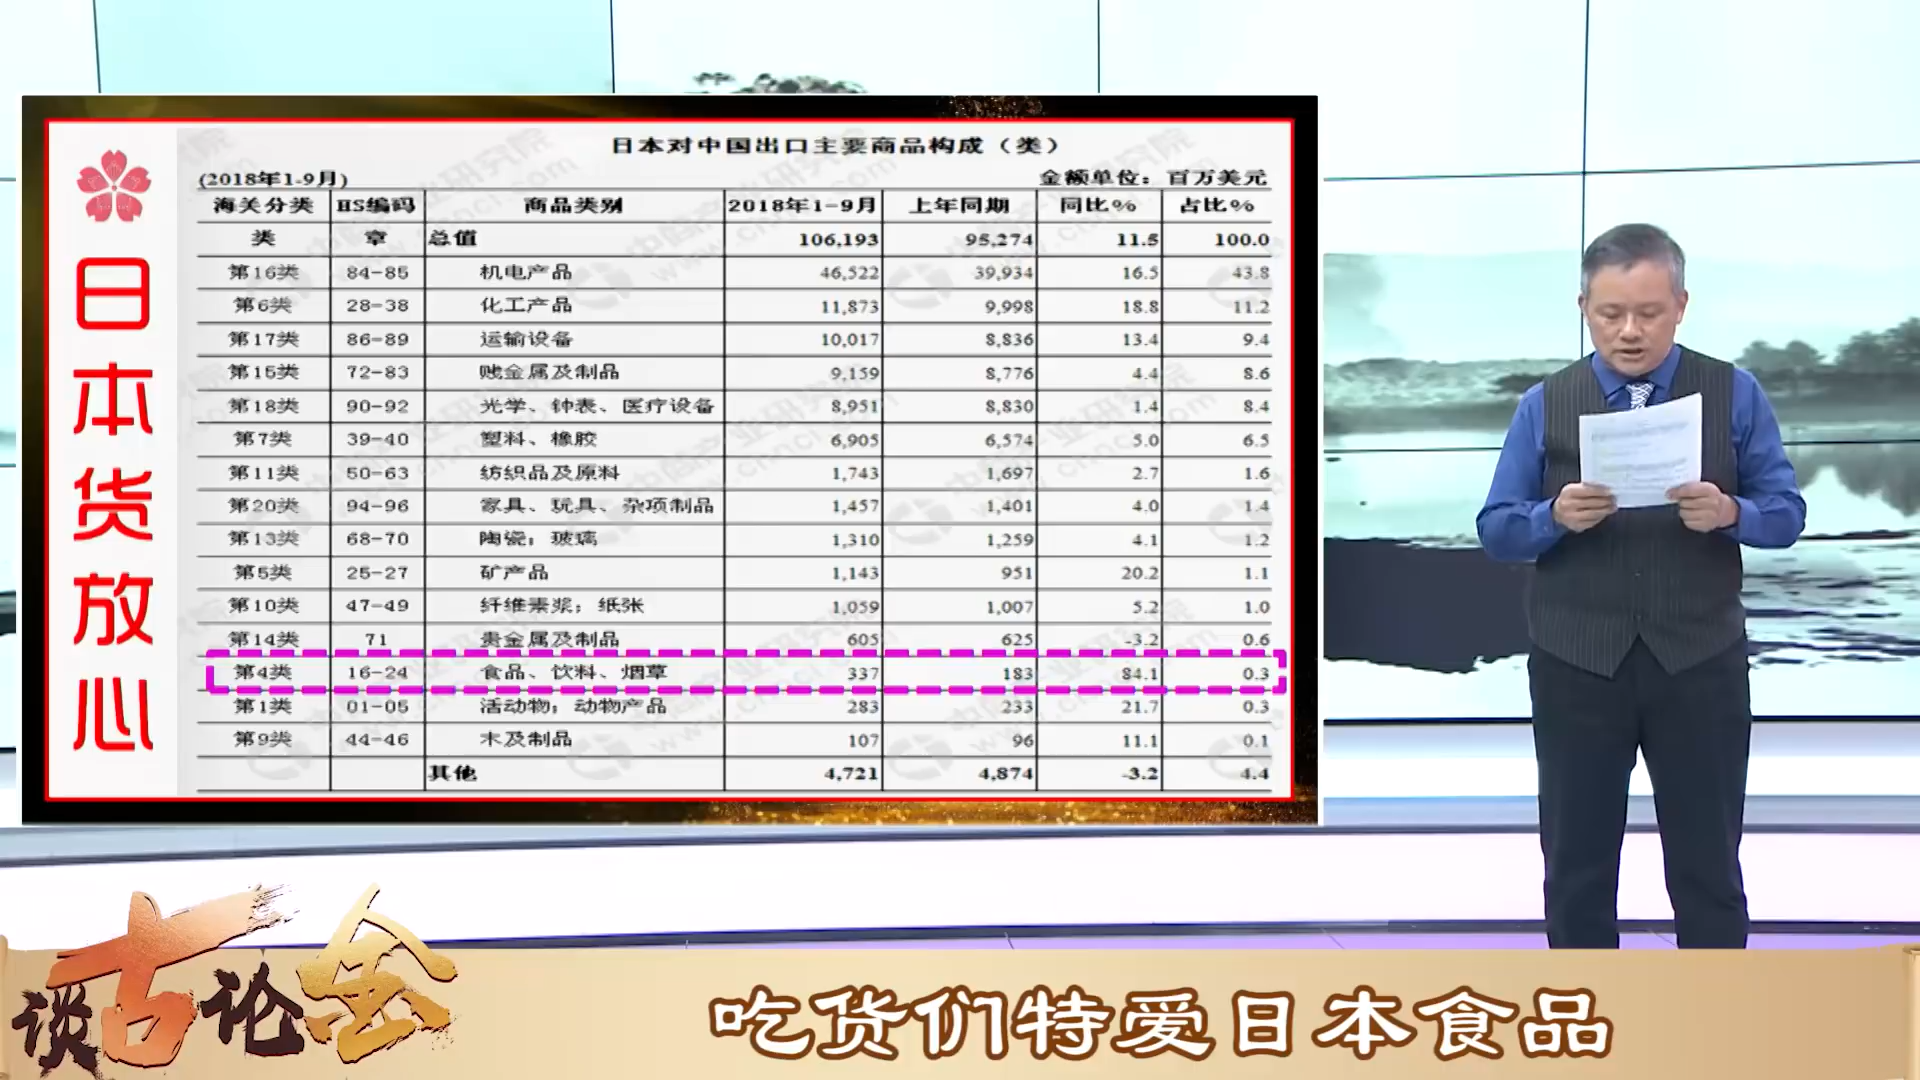 日本货放心
日本对中国出口主要商品构成（类）
(2018年1-9月) 金额单位：百万美元
海关分类 HS编码 商品类别 2018年1-9月 上年同期 同比% 占比%
类 章 总值 106,193 95,274 11.5 100.0
第16类 84-85 机电产品 46,522 39,934 16.5 43.8
第6类 28-38 化工产品 11,873 9,998 18.8 11.2
第17类 86-89 运输设备 10,017 8,836 13.4 9.4
第15类 72-83 贱金属及制品 9,159 8,776 4.4 8.6
第18类 90-92 光学、钟表、医疗设备 8,951 8,830 1.4 8.4
第7类 39-40 塑料、橡胶 6,905 6,574 5.0 6.5
第11类 50-63 纺织品及原料 1,743 1,697 2.7 1.6
第20类 94-96 家具、玩具、杂项制品 1,457 1,401 4.0 1.4
第13类 68-70 陶瓷；玻璃 1,310 1,259 4.1 1.2
第5类 25-27 矿产品 1,143 951 20.2 1.1
第10类 47-49 纤维素浆；纸张 1,059 1,007 5.2 1.0
第14类 71 贵金属及制品 605 625 -3.2 0.6
第4类 16-24 食品、饮料、烟草 337 183 84.1 0.3
第1类 01-05 活动物；动物产品 283 233 21.7 0.3
第9类 44-46 木及制品 107 96 11.1 0.1
其他 4,721 4,874 -3.2 4.4
谈古论金
吃货们特爱日本食品